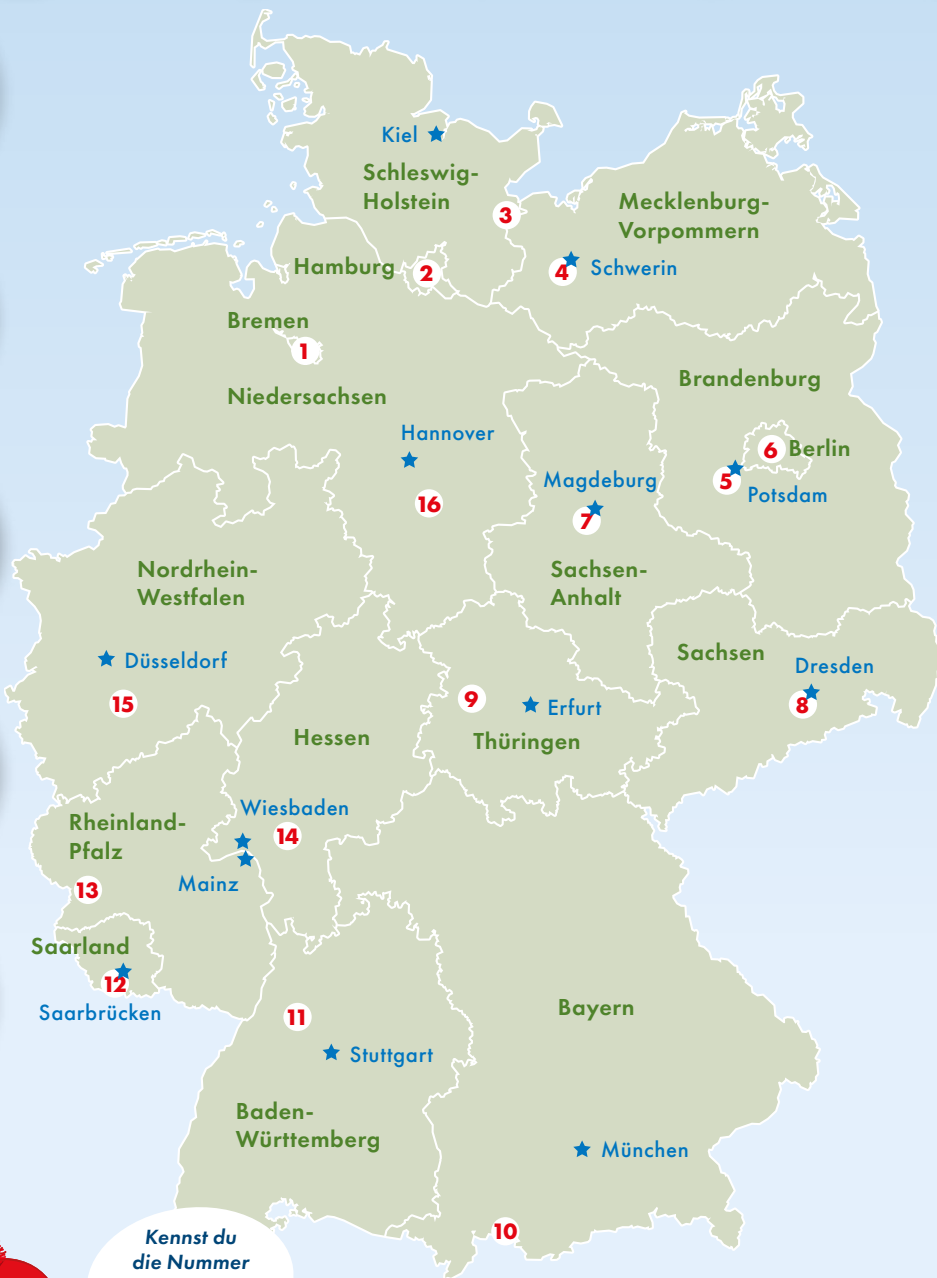 Kiel
Schleswig-
Holstein
3
Mecklenburg-
Vorpommern
Hamburg
2
4
Schwerin
Bremen
1
Niedersachsen
Brandenburg
Hannover
6
Berlin
5
Potsdam
Magdeburg
7
16
Nordrhein-
Westfalen
Sachsen-
Anhalt
Sachsen
Dresden
8
Düsseldorf
15
9
Erfurt
Thüringen
Hessen
Wiesbaden
14
Rheinland-
Pfalz
Mainz
13
Saarland
12
Saarbrücken
11
Bayern
Stuttgart
Baden-
Württemberg
München
10
Kennst du
die Nummer